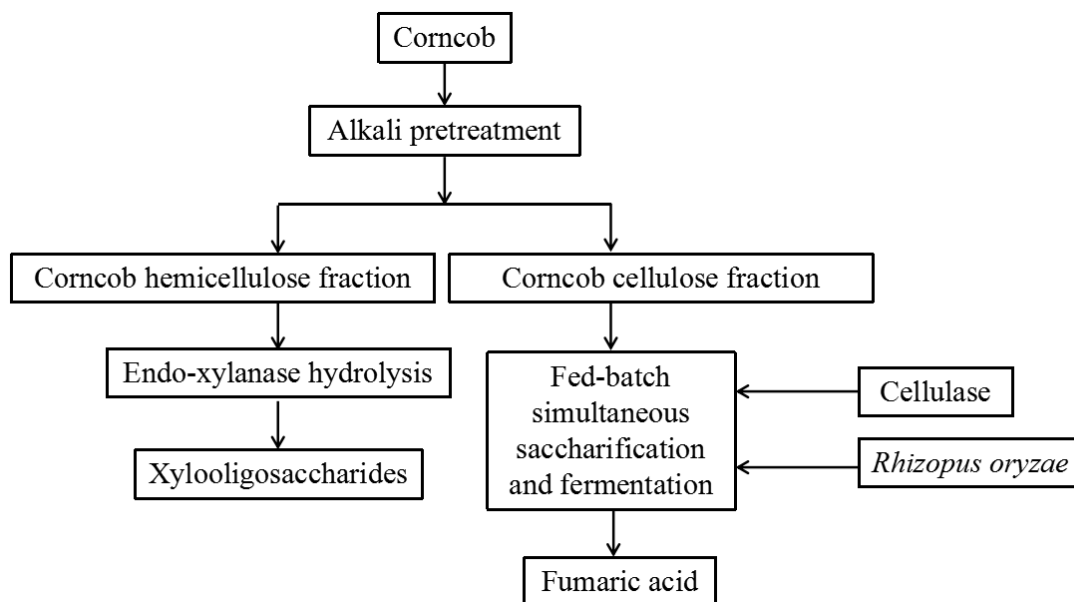 Corncob
Alkali pretreatment
Corncob hemicellulose fraction
Corncob cellulose fraction
Endo-xylanase hydrolysis
Xylooligosaccharides
Fed-batch
simultaneous
saccharification
and fermentation
Cellulase
Rhizopus oryzae
Fumaric acid